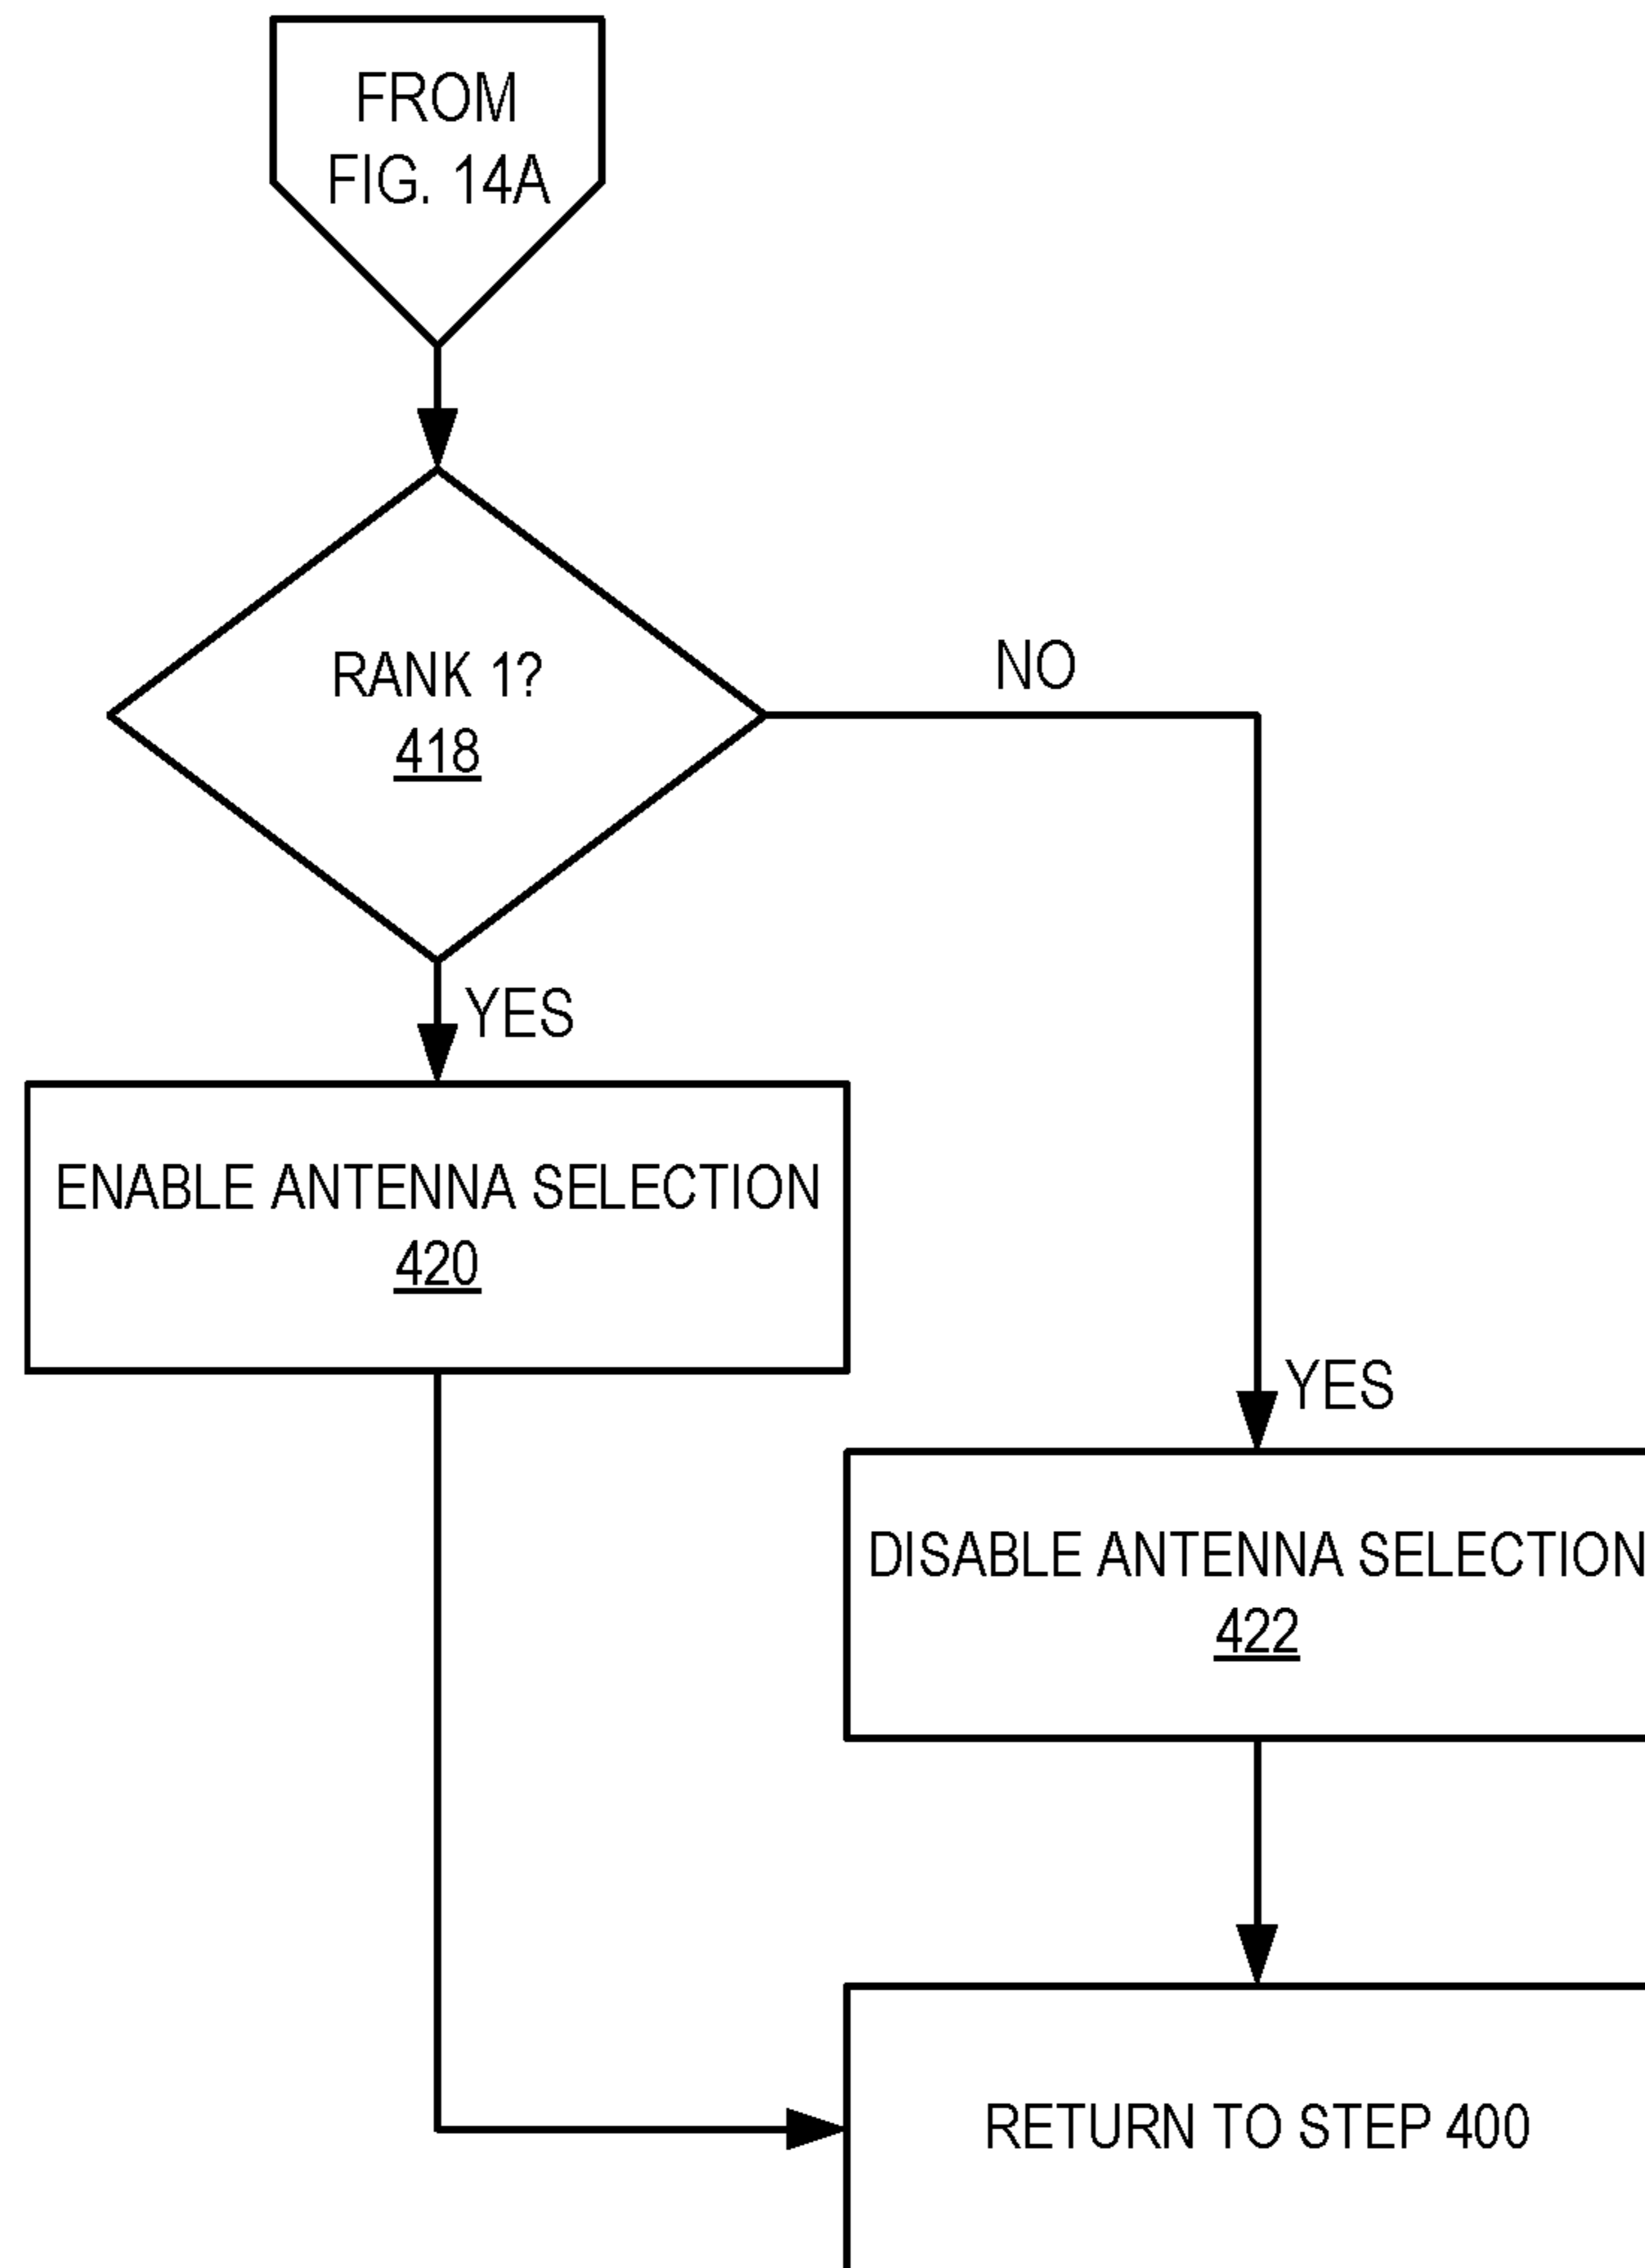 FROM
FIG. 14A
RANK 1?
418
NO
YES
ENABLE ANTENNA SELECTION
420
YES
DISABLE ANTENNA SELECTION
422
RETURN TO STEP 400